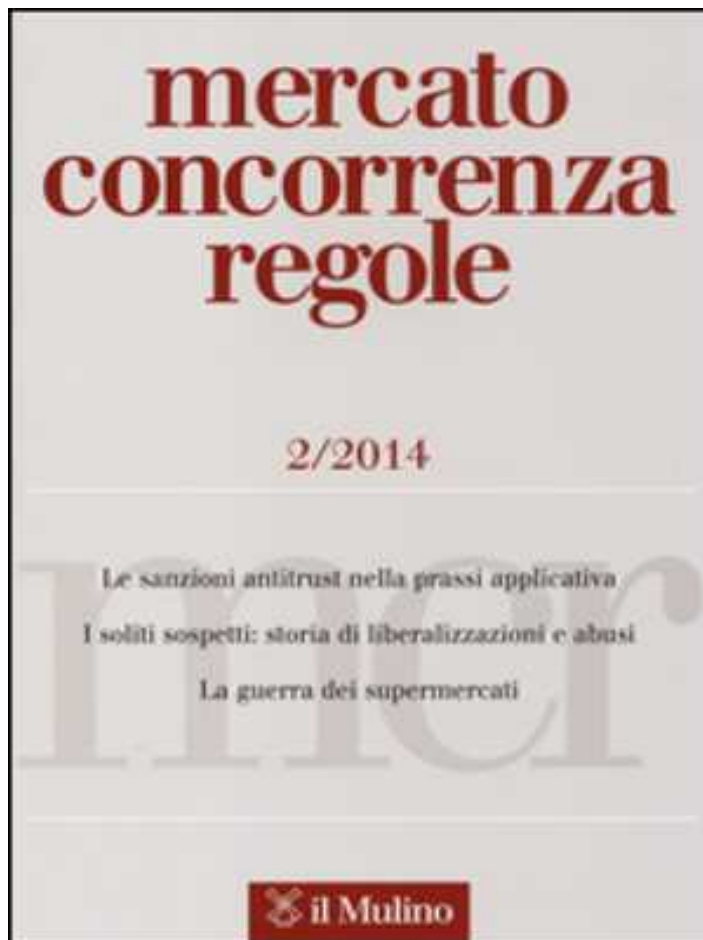 mercato
concorrenza
regole
2/2014
mcr
Le sanzioni antitrust nella prassi applicativa
I soliti sospetti: storia di liberalizzazioni e abusi
La guerra dei supermercati
il Mulino